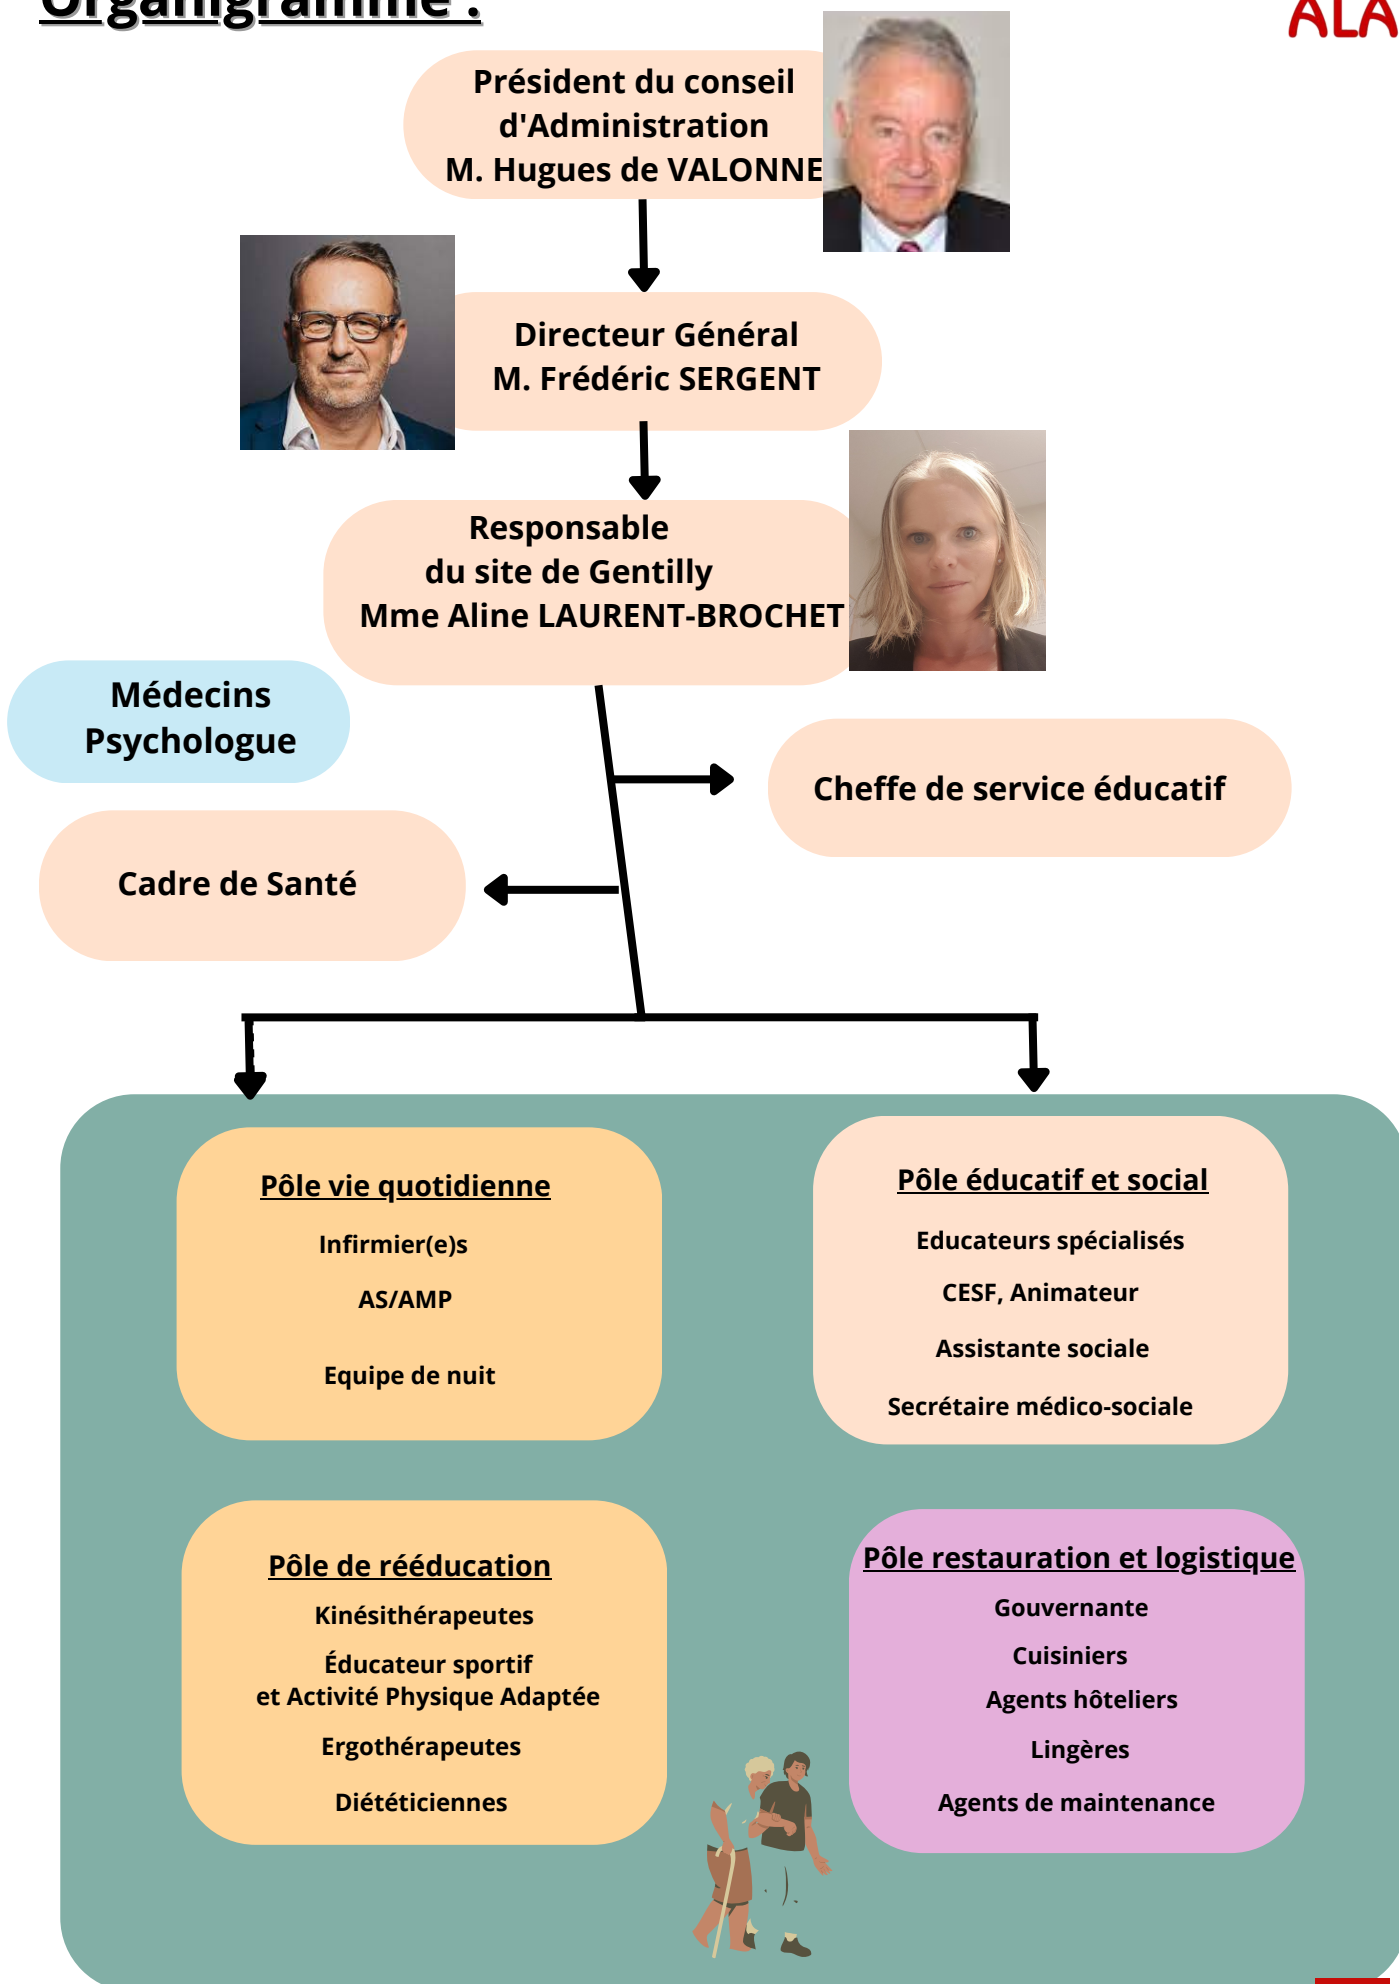 Organigramme :
ALA
Président du conseil
d'Administration
M. Hugues de VALONNE
Directeur Général
M. Frédéric SERGENT
Responsable
du site de Gentilly
Mme Aline LAURENT-BROCHET
Médecins
Psychologue
Cheffe de service éducatif
Cadre de Santé
Pôle vie quotidienne
Infirmier(e)s
AS/AMP
Equipe de nuit
Pôle éducatif et social
Educateurs spécialisés
CESF, Animateur
Assistante sociale
Secrétaire médico-sociale
Pôle de rééducation
Kinésithérapeutes
Éducateur sportif
et Activité Physique Adaptée
Ergothérapeutes
Diététiciennes
Pôle restauration et logistique
Gouvernante
Cuisiniers
Agents hôteliers
Lingères
Agents de maintenance